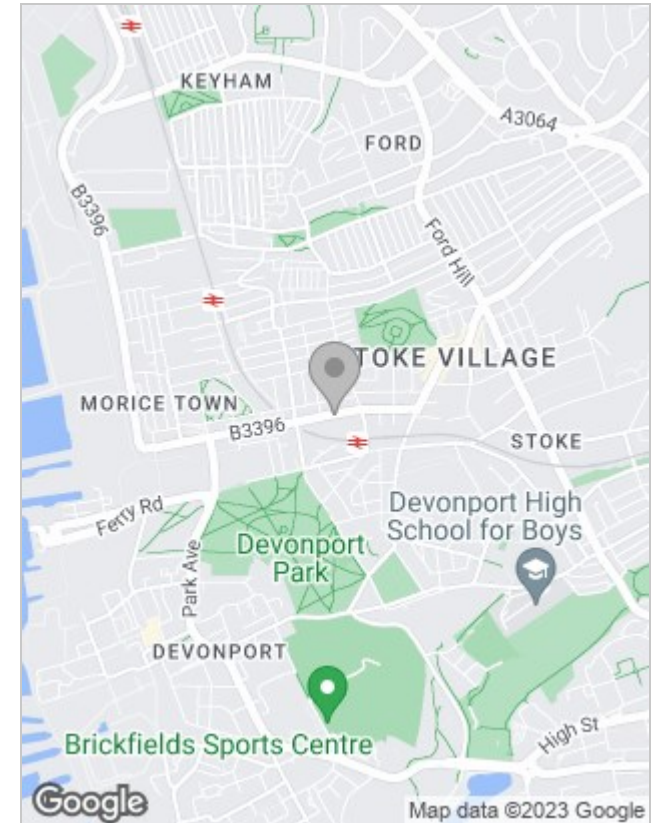 KEYHAM
FORD
A3064
B3396
Ford Hill
TOKE VILLAGE
MORICE TOWN
B3396
STOKE
Ferry Rd
Devonport High
School for Boys
Devonport
Park
Park Ave
DEVONPORT
High St
Brickfields Sports Centre
Google
Map data ©2023 Google